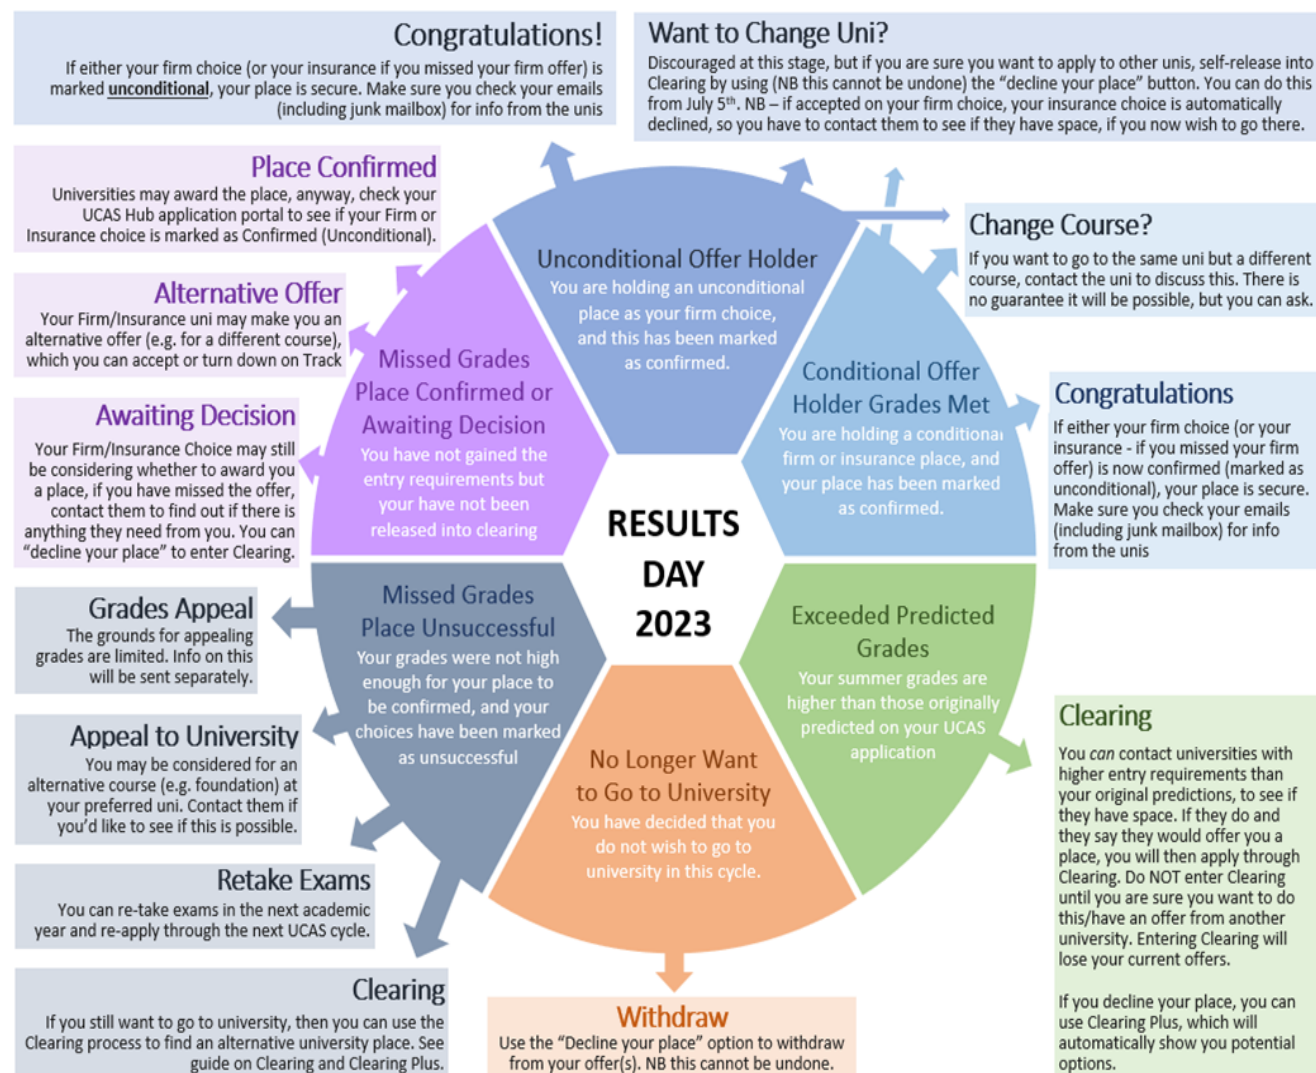 Congratulations!
If either your firm choice (or your insurance if you missed your firm offer) is
marked unconditional, your place is secure. Make sure you check your emails
(including junk mailbox) for info from the unis
Want to Change Uni?
Discouraged at this stage, but if you are sure you want to apply to other unis, self-release into
Clearing by using (NB this cannot be undone) the “decline your place” button. You can do this
from July 5th. NB – if accepted on your firm choice, your insurance choice is automatically
declined, so you have to contact them to see if they have space, if you now wish to go there.
Place Confirmed
Universities may award the place, anyway, check your
UCAS Hub application portal to see if your Firm or
Insurance choice is marked as Confirmed (Unconditional).
Alternative Offer
Your Firm/Insurance uni may make you an
alternative offer (e.g. for a different course),
which you can accept or turn down on Track
Awaiting Decision
Your Firm/Insurance Choice may still
be considering whether to award you
a place, if you have missed the offer,
contact them to find out if there is
anything they need from you. You can
“decline your place” to enter Clearing.
Grades Appeal
The grounds for appealing
grades are limited. Info on this
will be sent separately.
Appeal to University
You may be considered for an
alternative course (e.g. foundation) at
your preferred uni. Contact them if
you’d like to see if this is possible.
Retake Exams
You can re-take exams in the next academic
year and re-apply through the next UCAS cycle.
Clearing
If you still want to go to university, then you can use the
Clearing process to find an alternative university place. See
guide on Clearing and Clearing Plus.
Unconditional Offer Holder
You are holding an unconditional
place as your firm choice,
and this has been marked
as confirmed.
Missed Grades
Place Confirmed or
Awaiting Decision
You have not gained the
entry requirements but
your have not been
released into clearing
Conditional Offer
Holder Grades Met
You are holding a conditional
firm or insurance place, and
your place has been marked
as confirmed.
RESULTS
DAY
2023
Missed Grades
Place Unsuccessful
Your grades were not high
enough for your place to
be confirmed, and your
choices have been marked
as unsuccessful
Exceeded Predicted
Grades
Your summer grades are
higher than those originally
predicted on your UCAS
application
No Longer Want
to Go to University
You have decided that you
do not wish to go to
university in this cycle.
Withdraw
Use the “Decline your place” option to withdraw
from your offer(s). NB this cannot be undone.
Change Course?
If you want to go to the same uni but a different
course, contact the uni to discuss this. There is
no guarantee it will be possible, but you can ask.
Congratulations
If either your firm choice (or your
insurance - if you missed your firm
offer) is now confirmed (marked as
unconditional), your place is secure.
Make sure you check your emails
(including junk mailbox) for info
from the unis
Clearing
You can contact universities with
higher entry requirements than
your original predictions, to see if
they have space. If they do and
they say they would offer you a
place, you will then apply through
Clearing. Do NOT enter Clearing
until you are sure you want to do
this/have an offer from another
university. Entering Clearing will
lose your current offers.
If you decline your place, you can
use Clearing Plus, which will
automatically show you potential
options.